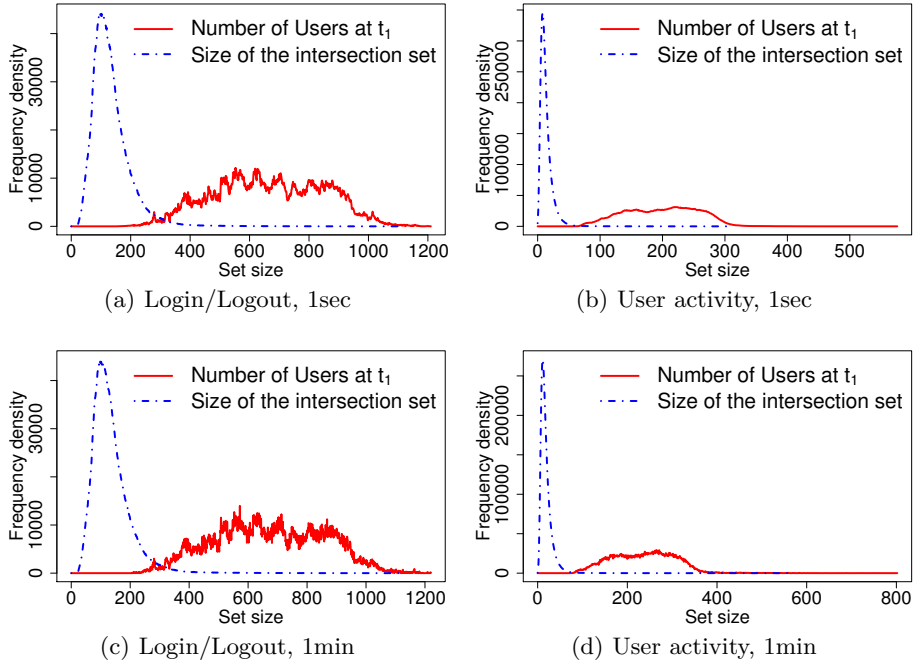 Number of Users at t₁
Size of the intersection set
Frequency density
0 10000 30000
0 200 400 600 800 1000 1200
Set size
(a) Login/Logout, 1sec
Number of Users at t₁
Size of the intersection set
Frequency density
0 100000 250000
0 100 200 300 400 500
Set size
(b) User activity, 1sec
Number of Users at t₁
Size of the intersection set
Frequency density
0 10000 30000
0 200 400 600 800 1000 1200
Set size
(c) Login/Logout, 1min
Number of Users at t₁
Size of the intersection set
Frequency density
0 100000 200000
0 200 400 600 800
Set size
(d) User activity, 1min